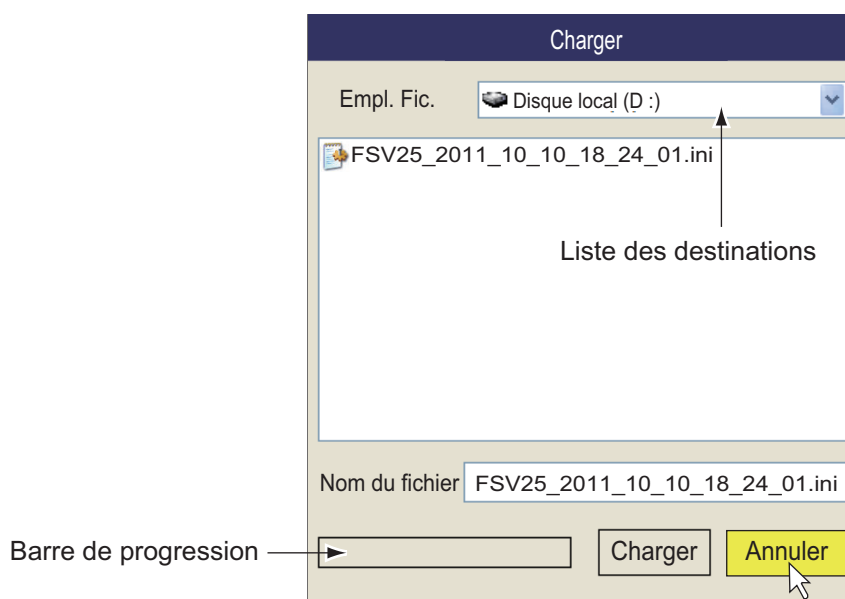 Charger
Empl. Fic.
Disque local (D :)
FSV25_2011_10_10_18_24_01.ini
Liste des destinations
Nom du fichier
FSV25_2011_10_10_18_24_01.ini
Barre de progression
Charger
Annuler